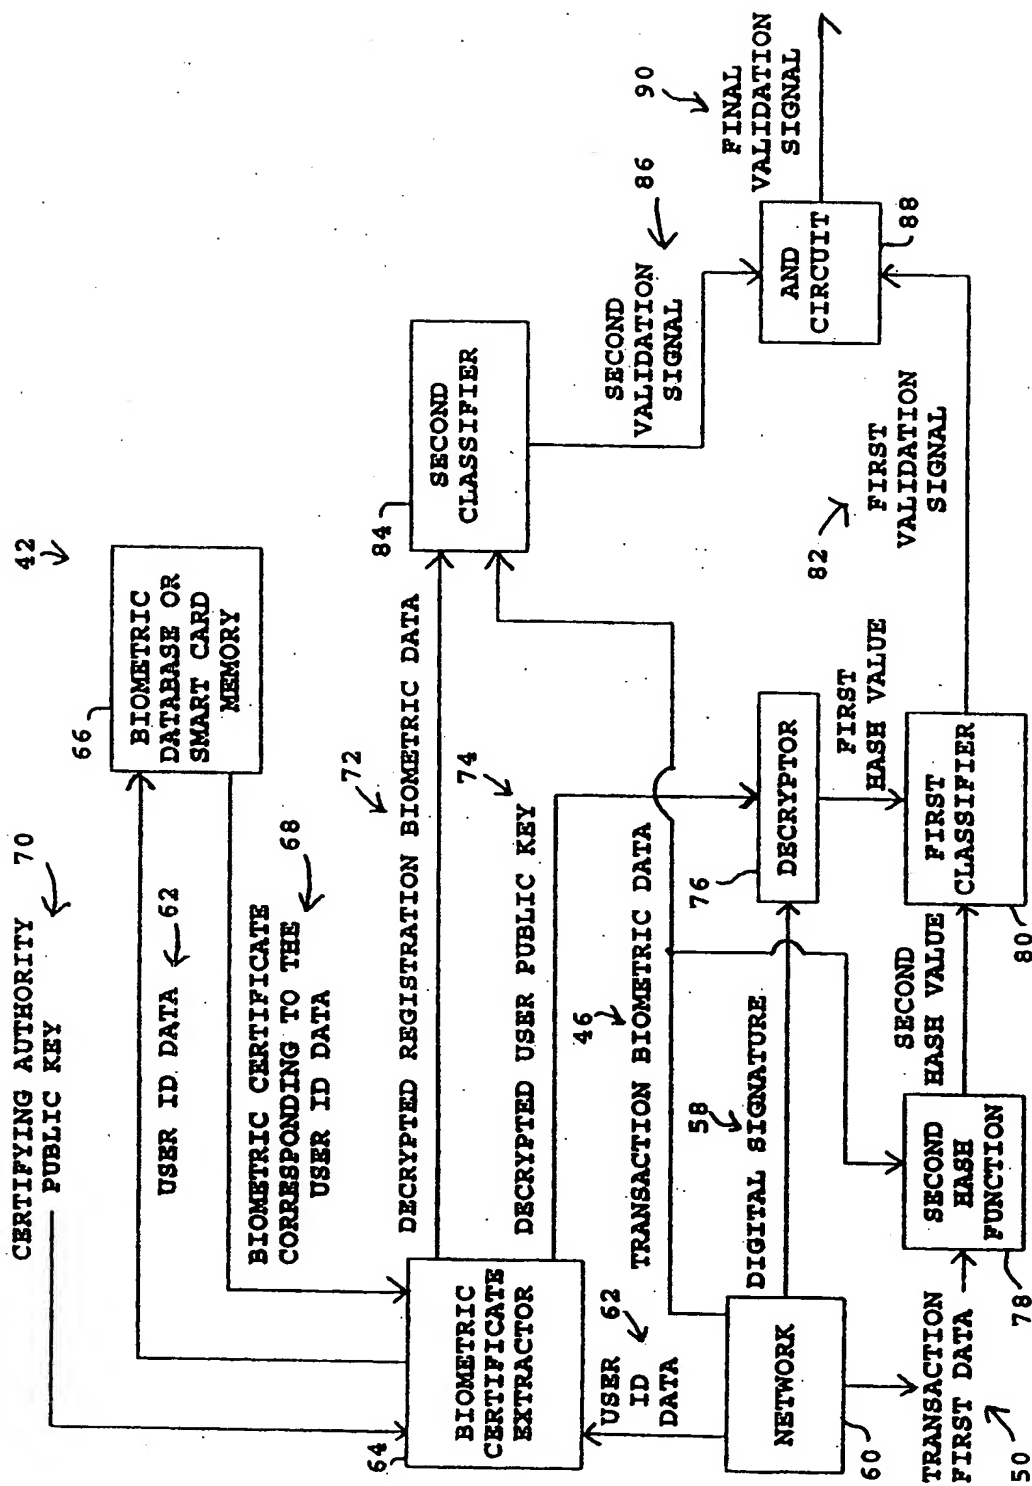 42
CERTIFYING AUTHORITY
PUBLIC KEY
70
USER ID DATA
62
66
BIOMETRIC
DATABASE OR
SMART CARD
MEMORY
BIOMETRIC CERTIFICATE
CORRESPONDING TO THE
USER ID DATA
68
64
BIOMETRIC
CERTIFICATE
EXTRACTOR
DECRYPTED REGISTRATION BIOMETRIC DATA
72
84
SECOND
CLASSIFIER
DECRYPTED USER PUBLIC KEY
74
USER
ID
DATA
62
46
TRANSACTION BIOMETRIC DATA
SECOND
VALIDATION
SIGNAL
86
60
NETWORK
58
DIGITAL SIGNATURE
76
DECRYPTOR
AND
CIRCUIT
88
FINAL
VALIDATION
SIGNAL
90
FIRST
HASH VALUE
82
FIRST
VALIDATION
SIGNAL
TRANSACTION
FIRST DATA
50
SECOND
HASH
FUNCTION
78
SECOND
HASH VALUE
FIRST
CLASSIFIER
80